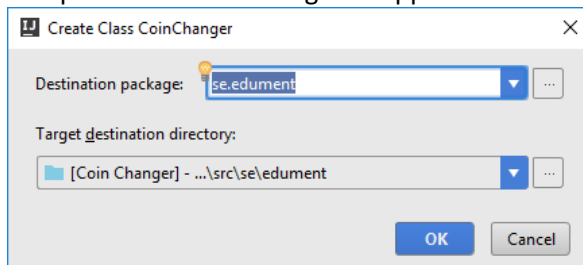 Create Class CoinChanger
Destination package: se.edument ...
Target destination directory:
[Coin Changer] - ...\src\se\edument ...
OK Cancel